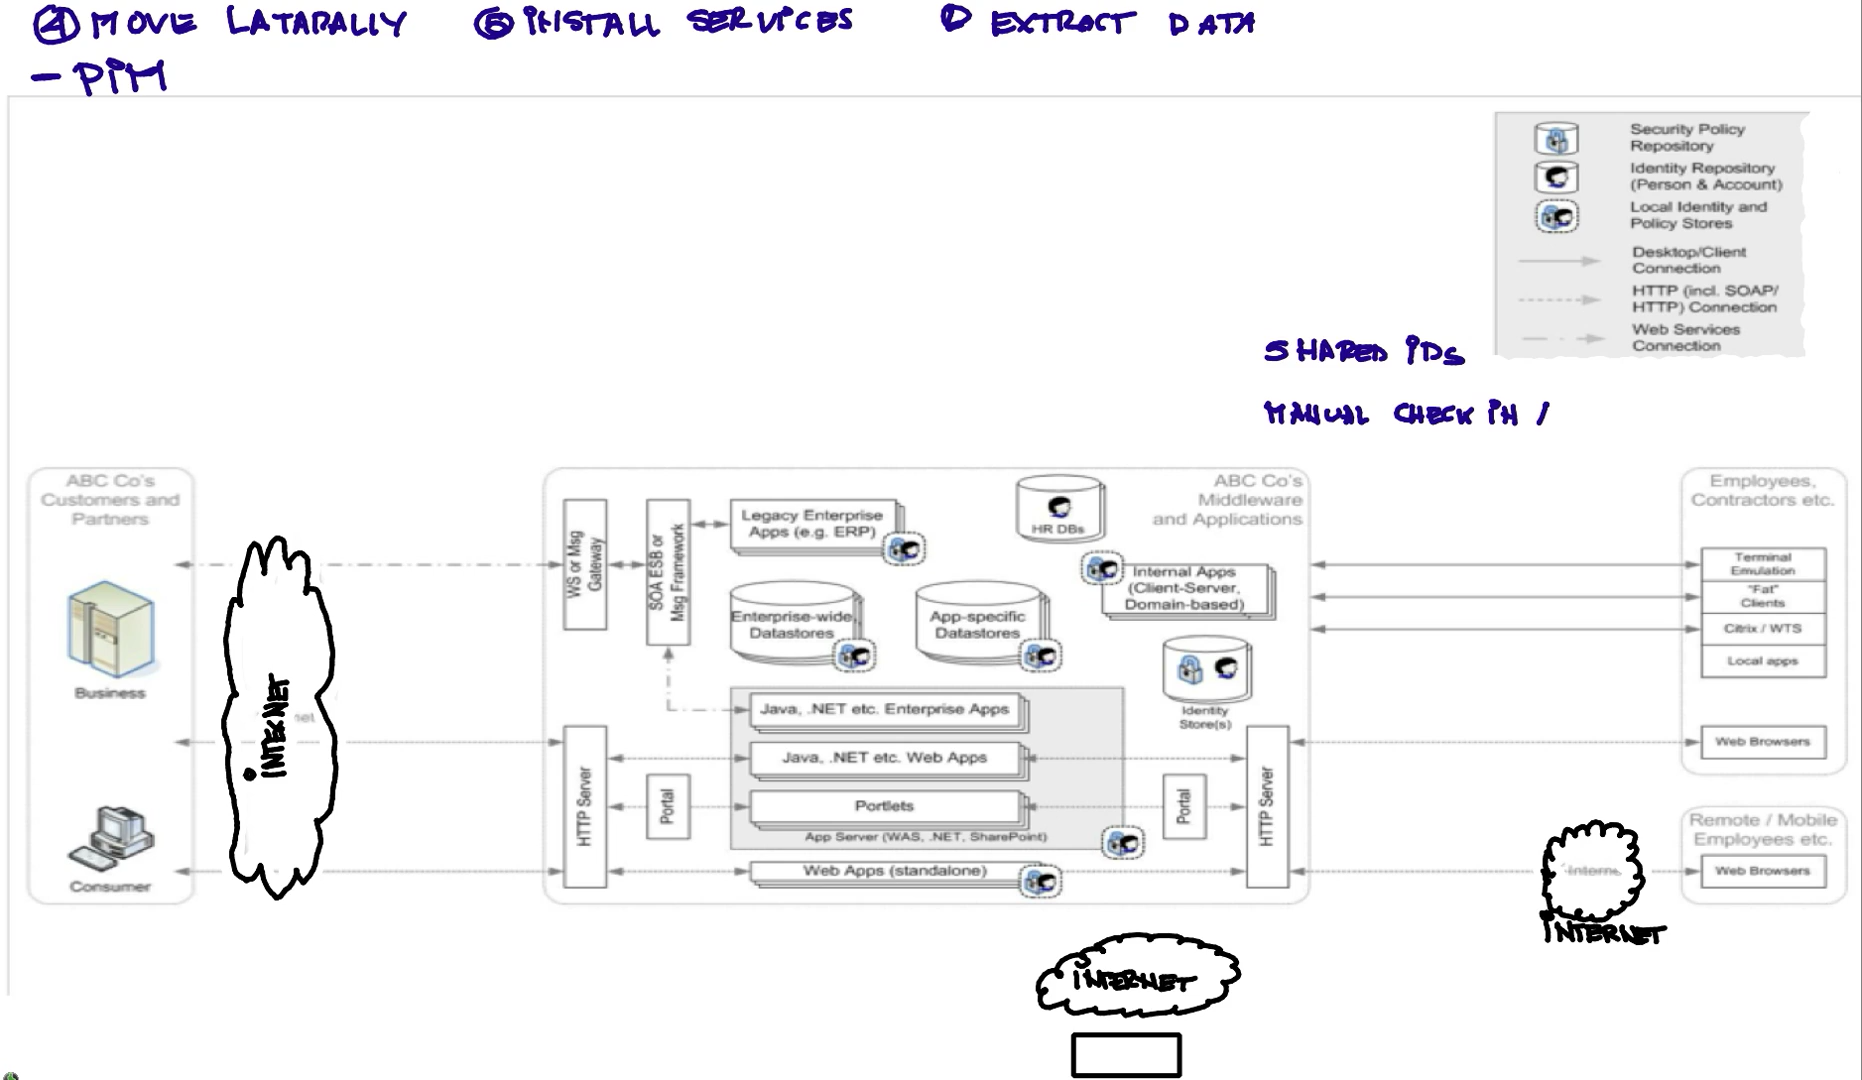 ④ MOVE LATARALLY ⑤ INSTALL SERVICES ① EXTRACT DATA
- PIM
Security Policy
Repository
Identity Repository
(Person & Account)
Local Identity and
Policy Stores
Desktop/Client
Connection
HTTP (incl. SOAP/
HTTP) Connection
Web Services
Connection
SHARED IDs
MANUAL CHECK IN /
ABC Co's
Customers and
Partners
Business
Consumer
INTERNET
net
ABC Co's
Middleware
and Applications
WS or Msg
Gateway
SOA ESB or
Msg Framework
Legacy Enterprise
Apps (e.g. ERP)
HR DBs
Internal Apps
(Client-Server,
Domain-based)
Enterprise-wide
Datastores
App-specific
Datastores
Identity
Store(s)
Java, .NET etc. Enterprise Apps
Java, .NET etc. Web Apps
Portlets
App Server (WAS, .NET, SharePoint)
Web Apps (standalone)
HTTP Server
Portal
Portal
HTTP Server
Employees,
Contractors etc.
Terminal
Emulation
"Fat"
Clients
Citrix / WTS
Local apps
Web Browsers
Remote / Mobile
Employees etc.
Web Browsers
Interne
INTERNET
INTERNET